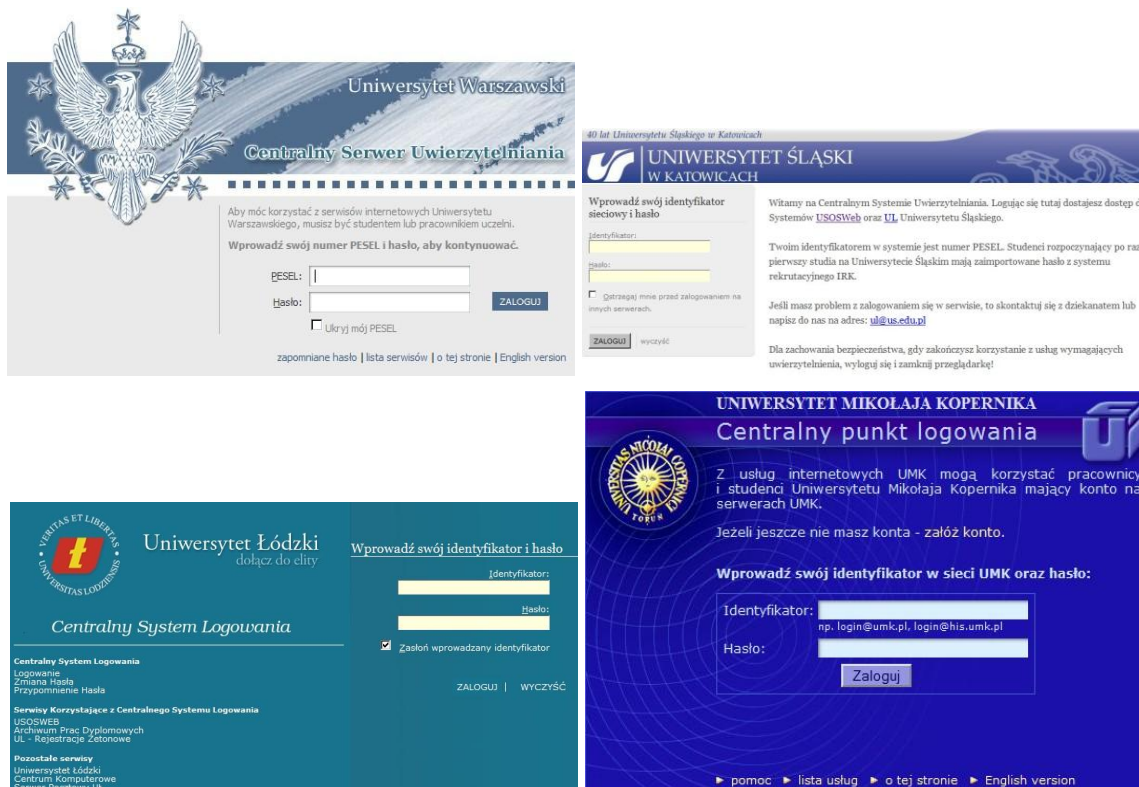 Uniwersytet Warszawski
Centralny Serwer Uwierzytelniania
Aby móc korzystać z serwisów internetowych Uniwersytetu
Warszawskiego, musisz być studentem lub pracownikiem uczelni.
Wprowadź swój numer PESEL i hasło, aby kontynuować.
PESEL:
Hasło:
ZALOGUJ
Ukryj mój PESEL
zapomniane hasło | lista serwisów | o tej stronie | English version
40 lat Uniwersytetu Śląskiego w Katowicach
UNIWERSYTET ŚLĄSKI
W KATOWICACH
Wprowadź swój identyfikator
sieciowy i hasło
Identyfikator:
Hasło:
Ostrzegaj mnie przed zalogowaniem na
innych serwerach.
ZALOGUJ wyczyść
Witamy na Centralnym Systemie Uwierzytelniania. Logując się tutaj dostajesz dostęp d
Systemów USOSWeb oraz UL Uniwersytetu Śląskiego.
Twoim identyfikatorem w systemie jest numer PESEL. Studenci rozpoczynający po raz
pierwszy studia na Uniwersytecie Śląskim mają zaimportowane hasło z systemu
rekrutacyjnego IRK.
Jeśli masz problem z zalogowaniem się w serwisie, to skontaktuj się z dziekanatem lub
napisz do nas na adres: ul@us.edu.pl
Dla zachowania bezpieczeństwa, gdy zakończysz korzystanie z usług wymagających
uwierzytelnienia, wyloguj się i zamknij przeglądarkę!
VERITAS ET LIBERTAS
UNIVERSITAS LODZIENSIS
Uniwersytet Łódzki
dołącz do elity
Centralny System Logowania
Centralny System Logowania
Logowanie
Zmiana Hasła
Przypomnienie Hasła
Serwisy Korzystające z Centralnego Systemu Logowania
USOSWEB
Archiwum Prac Dyplomowych
UL - Rejestracje Żetonowe
Pozostałe serwisy
Uniwersystet Łódzki
Centrum Komputerowe
Serwer Pocztowy UŁ
Wprowadź swój identyfikator i hasło
Identyfikator:
Hasło:
Zasłoń wprowadzany identyfikator
ZALOGUJ | WYCZYŚĆ
UNIWERSYTET MIKOŁAJA KOPERNIKA
Centralny punkt logowania
UNIVERSITAS NICOLAI COPERNICI
TORUŃ
Z usług internetowych UMK mogą korzystać pracownicy
i studenci Uniwersytetu Mikołaja Kopernika mający konto na
serwerach UMK.
Jeżeli jeszcze nie masz konta - załóż konto.
Wprowadź swój identyfikator w sieci UMK oraz hasło:
Identyfikator:
np. login@umk.pl, login@his.umk.pl
Hasło:
Zaloguj
pomoc lista usług o tej stronie English version